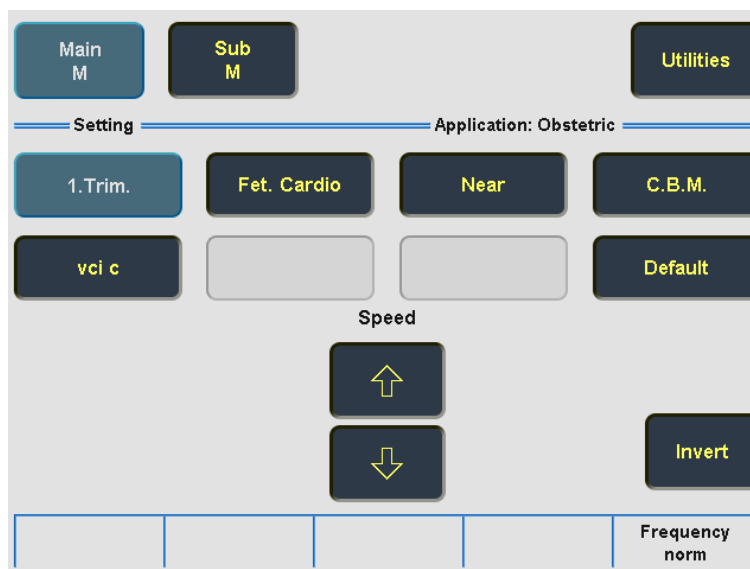 Main
M
Sub
M
Utilities
Setting
Application: Obstetric
1.Trim.
Fet. Cardio
Near
C.B.M.
vci c
Default
Speed
Invert
Frequency
norm